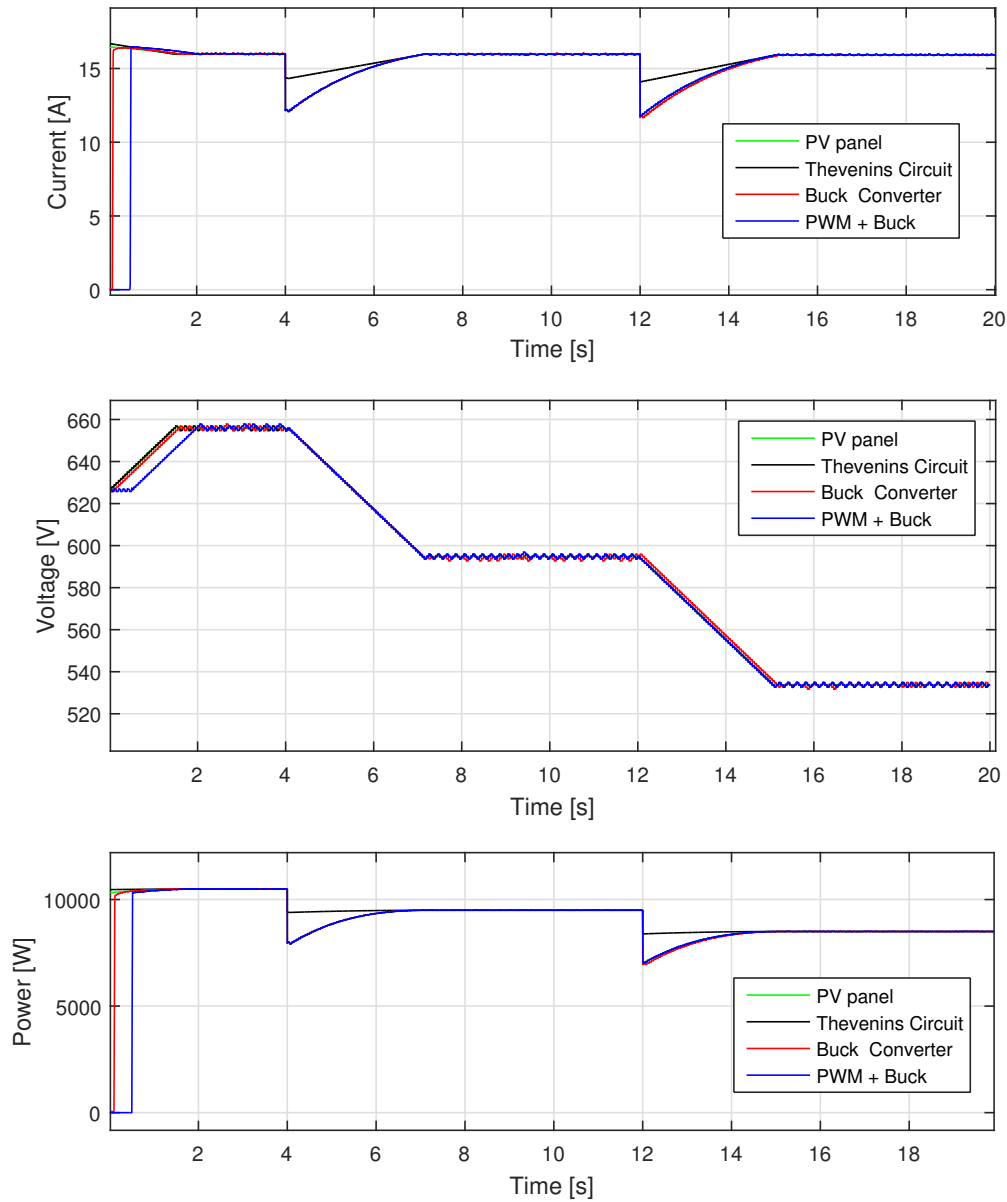 15
10
5
0
Current [A]
PV panel
Thevenins Circuit
Buck  Converter
PWM + Buck
2 4 6 8 10 12 14 16 18 20
Time [s]
660
640
620
600
580
560
540
520
Voltage [V]
PV panel
Thevenins Circuit
Buck  Converter
PWM + Buck
2 4 6 8 10 12 14 16 18 20
Time [s]
10000
5000
0
Power [W]
PV panel
Thevenins Circuit
Buck  Converter
PWM + Buck
2 4 6 8 10 12 14 16 18
Time [s]